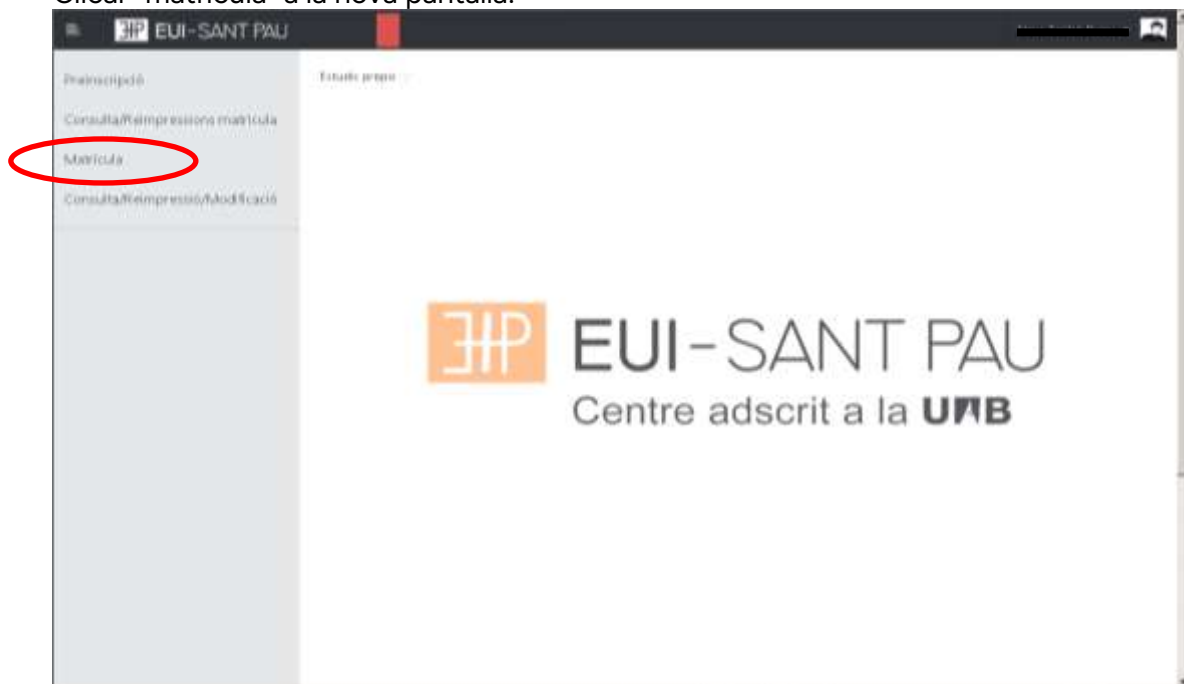 Clicar "matrícula" a la nova pantalla.
EUI-SANT PAU
Preinscripció
Estudis propis
Consulta/Reimpressions matrícula
Matrícula
Consulta/Reimpressió/Modificació
EUI-SANT PAU
Centre adscrit a la UAB